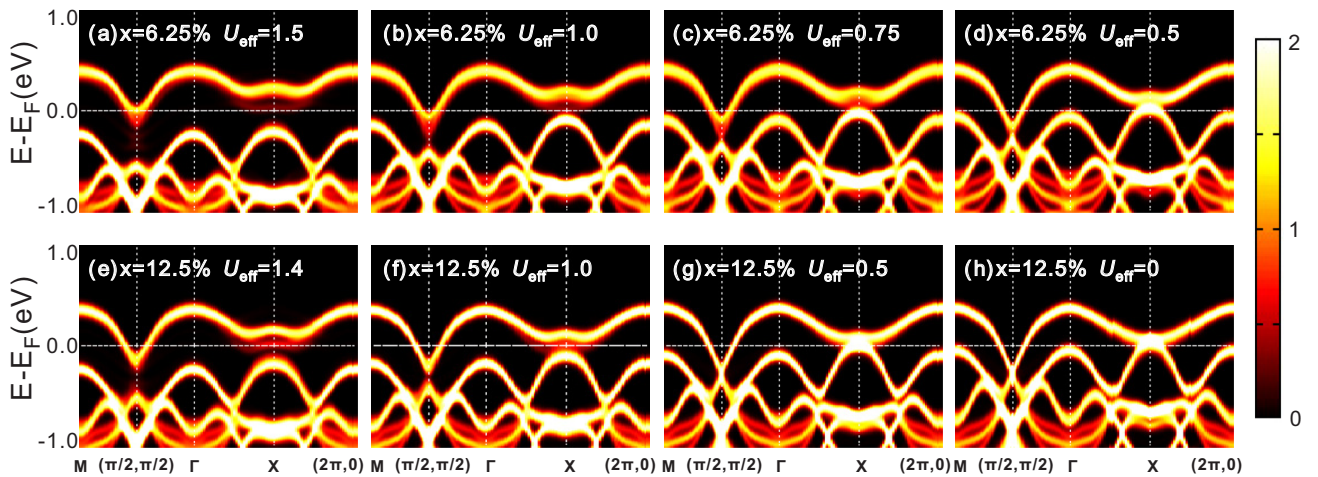 1.0
(a)x=6.25% Ueff=1.5
(b)x=6.25% Ueff=1.0
(c)x=6.25% Ueff=0.75
(d)x=6.25% Ueff=0.5
2
E-EF(eV)
0.0
-1.0
1
1.0
(e)x=12.5% Ueff=1.4
(f)x=12.5% Ueff=1.0
(g)x=12.5% Ueff=0.5
(h)x=12.5% Ueff=0
E-EF(eV)
0.0
-1.0
0
M (π/2,π/2) Γ X (2π,0) M (π/2,π/2) Γ X (2π,0) M (π/2,π/2) Γ X (2π,0) M (π/2,π/2) Γ X (2π,0)